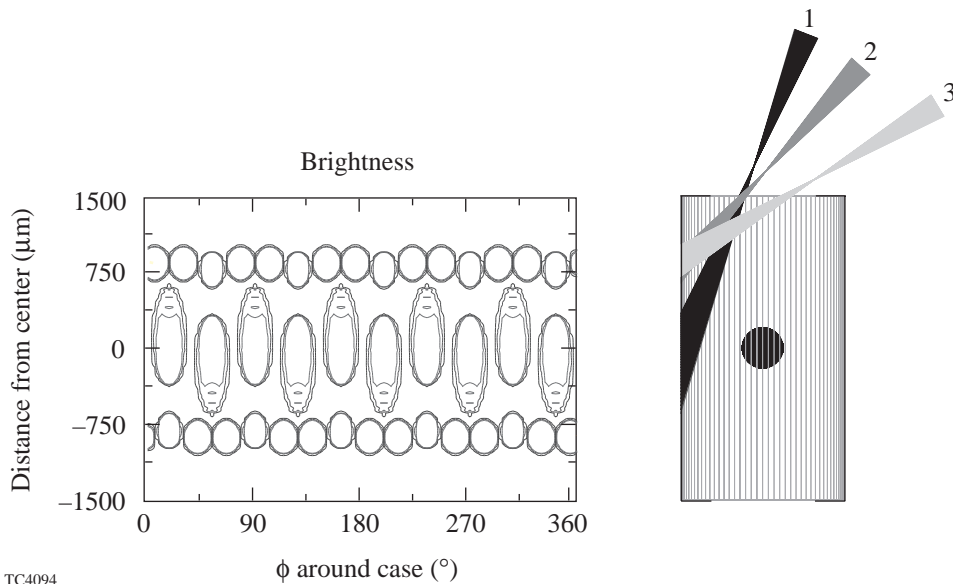 1
2
3
Brightness
1500
750
0
–750
–1500
Distance from center (µm)
0 90 180 270 360
ϕ around case (°)
TC4094